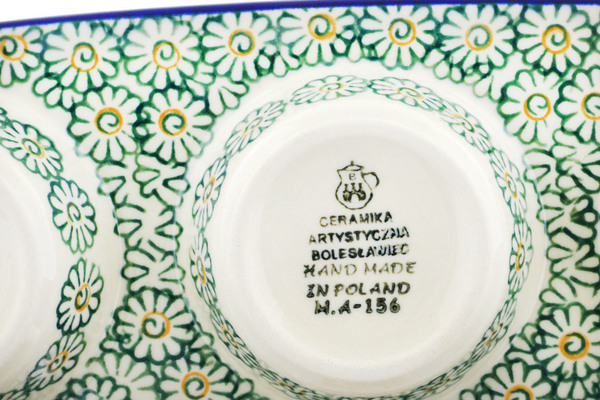 B
CERAMIKA
ARTYSTYCZNA
BOLESŁAWIEC
HAND MADE
IN POLAND
M.A-156